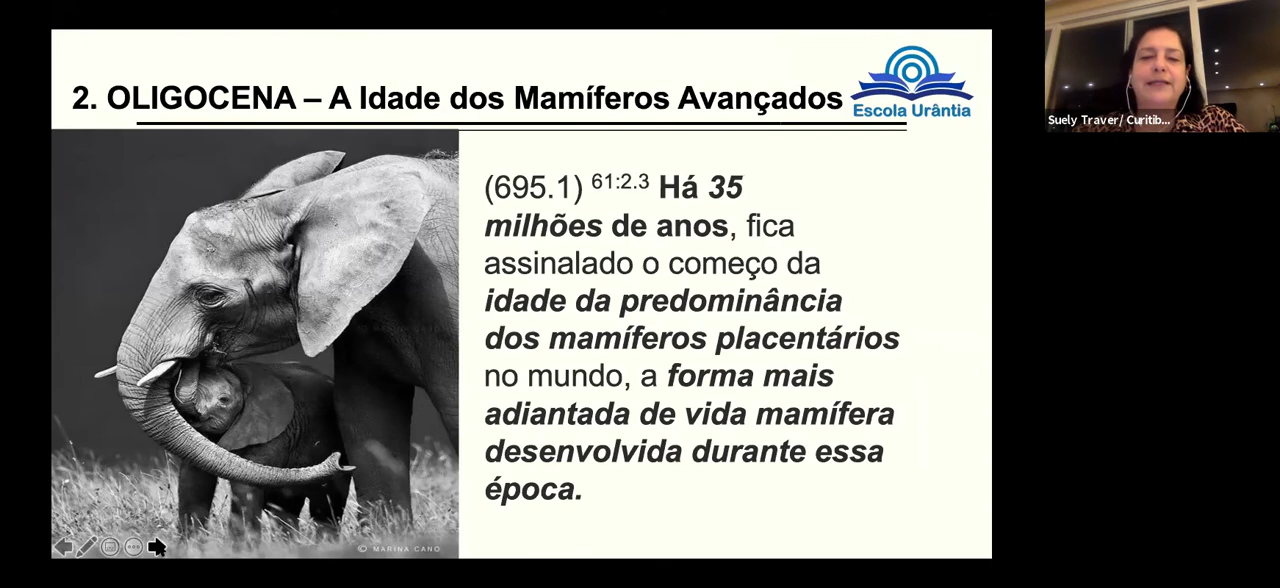 2. OLIGOCENA – A Idade dos Mamíferos Avançados
Escola Urântia
Suely Traver/ Curitib...
(695.1) 61:2.3 Há 35
milhões de anos, fica
assinalado o começo da
idade da predominância
dos mamíferos placentários
no mundo, a forma mais
adiantada de vida mamífera
desenvolvida durante essa
época.
© MARINA CANO